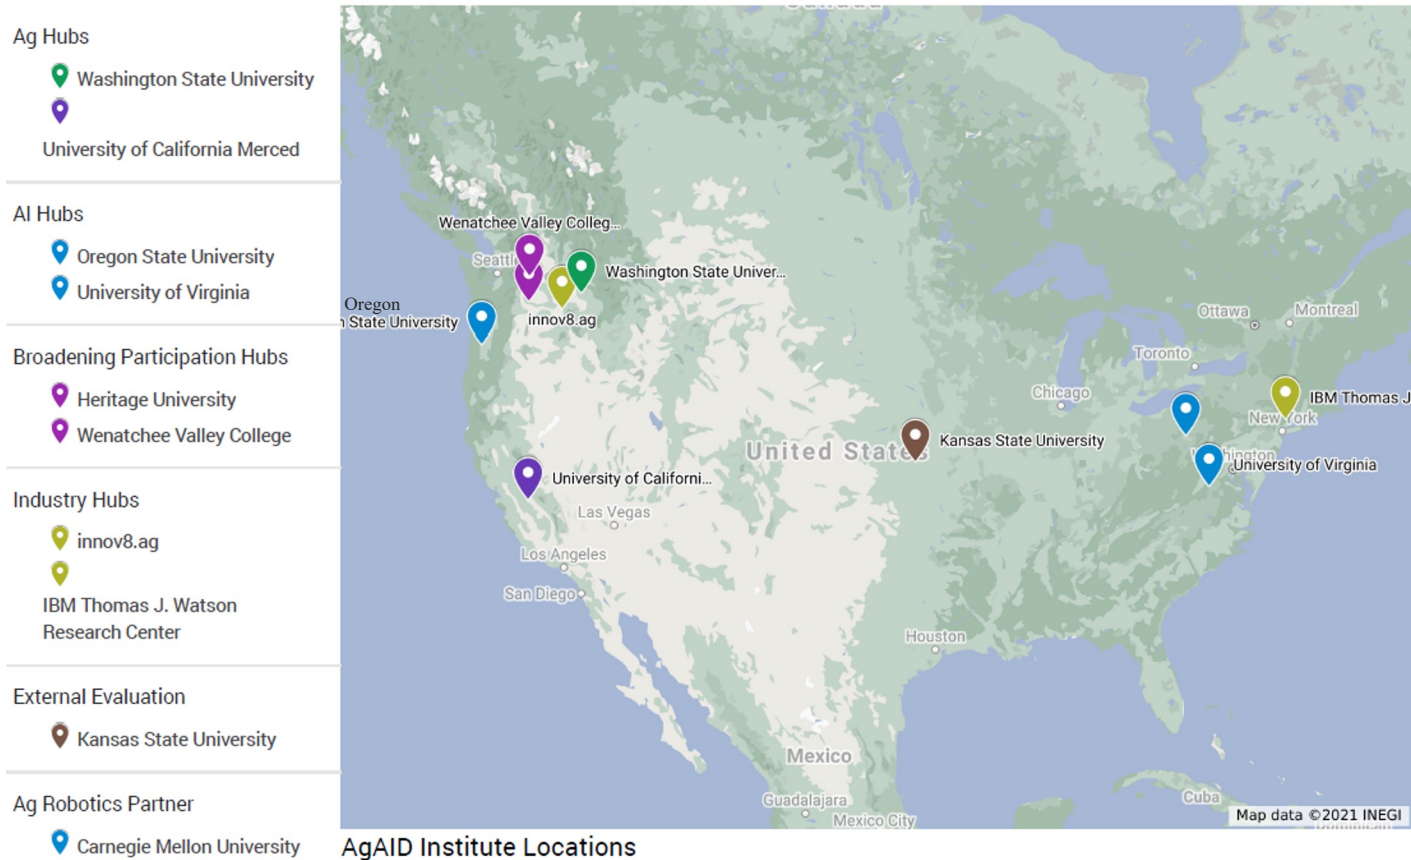 Ag Hubs
Washington State University
University of California Merced
AI Hubs
Oregon State University
University of Virginia
Broadening Participation Hubs
Heritage University
Wenatchee Valley College
Industry Hubs
innov8.ag
IBM Thomas J. Watson
Research Center
External Evaluation
Kansas State University
Ag Robotics Partner
Carnegie Mellon University
Canada
Wenatchee Valley Colleg...
Seattle
Washington State Univer...
Oregon
n State University
innov8.ag
Ottawa
Montreal
Toronto
Chicago
IBM Thomas J
New York
Kansas State University
United States
Washington
University of Virginia
University of Californi...
Las Vegas
Los Angeles
San Diego
Houston
Mexico
Guadalajara
Mexico City
Cuba
Map data ©2021 INEGI
AgAID Institute Locations